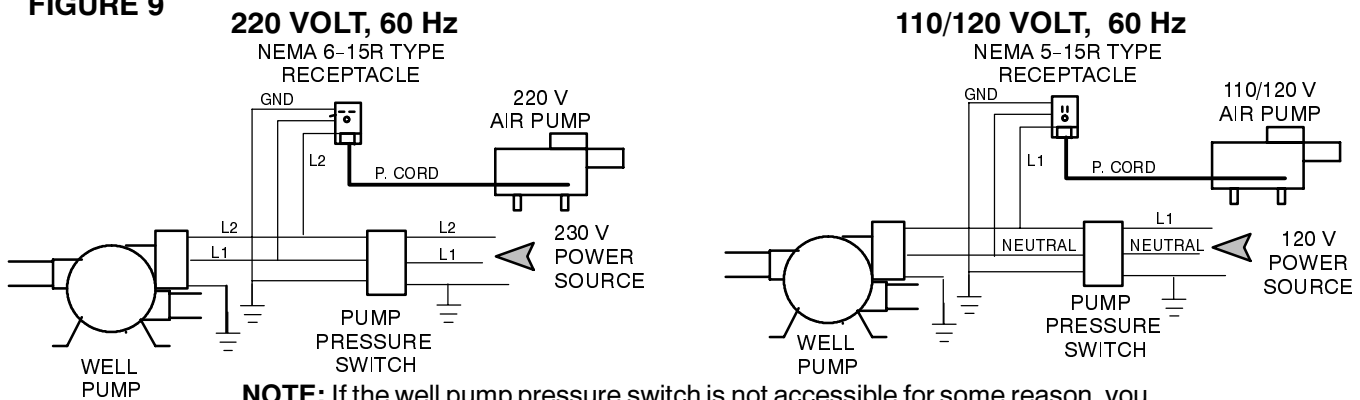 FIGURE 9
220 VOLT, 60 Hz
NEMA 6-15R TYPE
RECEPTACLE
GND
220 V
AIR PUMP
L2
P. CORD
L2
L2
L1
L1
230 V
POWER
SOURCE
PUMP
PRESSURE
SWITCH
WELL
PUMP
110/120 VOLT, 60 Hz
NEMA 5-15R TYPE
RECEPTACLE
GND
110/120 V
AIR PUMP
L1
P. CORD
L1
NEUTRAL
NEUTRAL
120 V
POWER
SOURCE
PUMP
PRESSURE
SWITCH
WELL
PUMP
NOTE: If the well pump pressure switch is not accessible for some reason, you